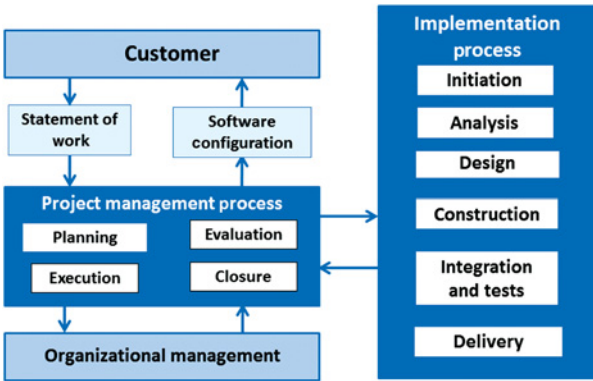 Customer
Statement of
work
Software
configuration
Project management process
Planning
Evaluation
Execution
Closure
Organizational management
Implementation
process
Initiation
Analysis
Design
Construction
Integration
and tests
Delivery